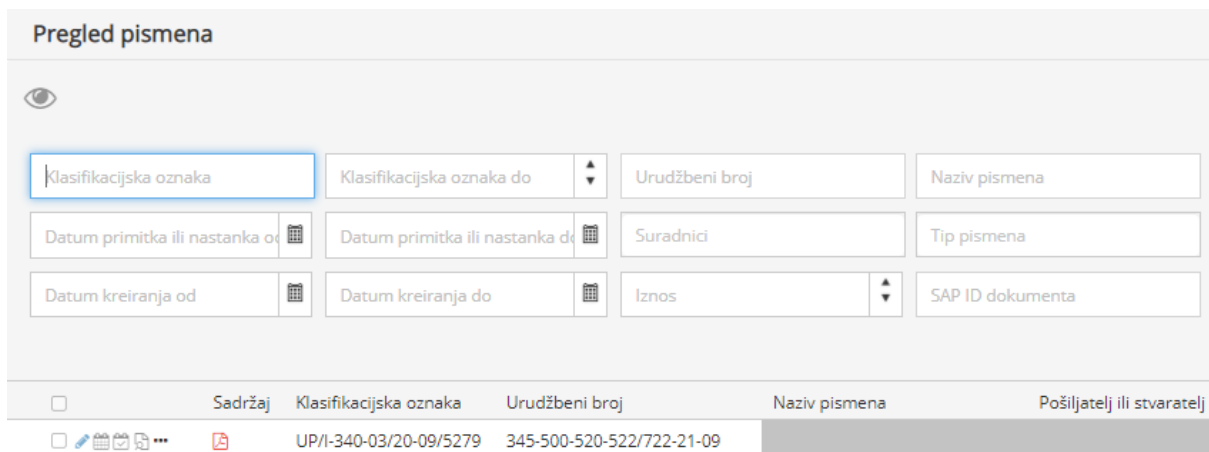 Pregled pismena
Klasifikacijska oznaka Klasifikacijska oznaka do Urudžbeni broj Naziv pismena
Datum primitka ili nastanka od Datum primitka ili nastanka do Suradnici Tip pismena
Datum kreiranja od Datum kreiranja do Iznos SAP ID dokumenta
Sadržaj Klasifikacijska oznaka Urudžbeni broj Naziv pismena Pošiljatelj ili stvaratelj
UP/I-340-03/20-09/5279 345-500-520-522/722-21-09